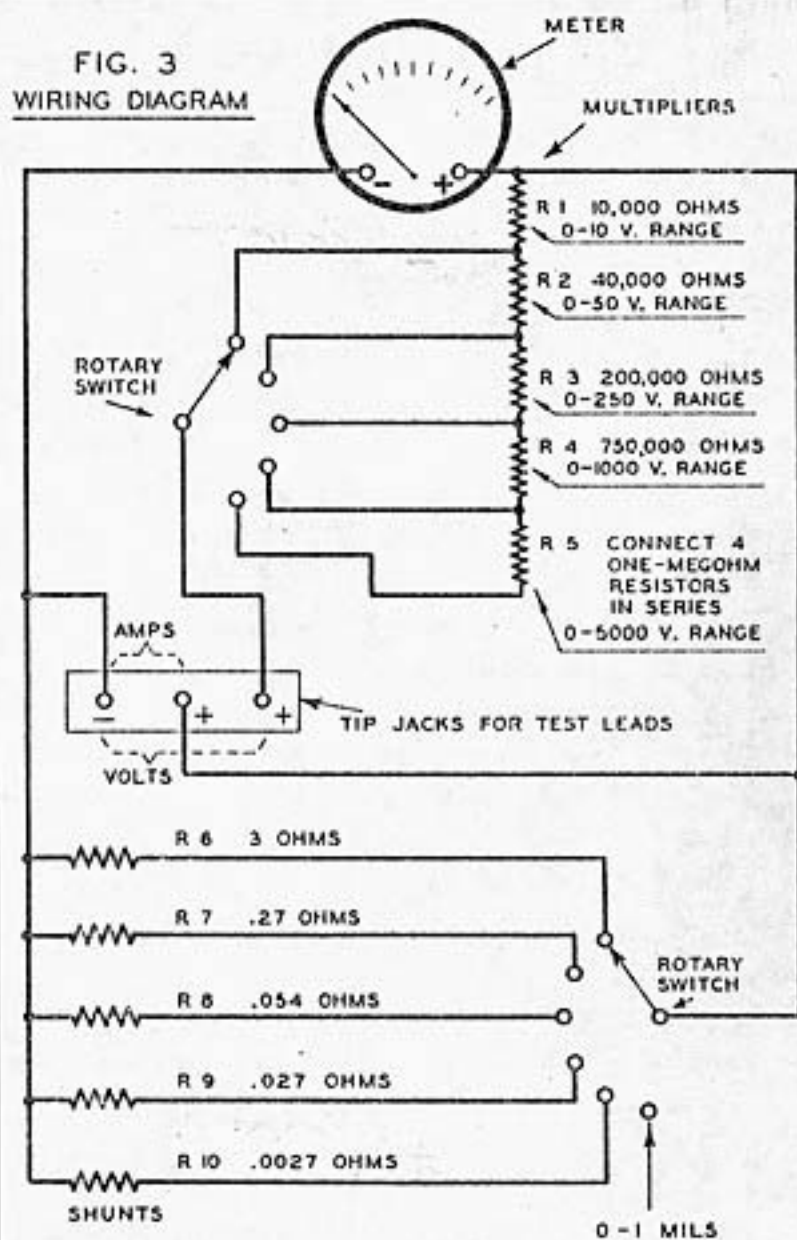 FIG. 3
WIRING DIAGRAM
METER
MULTIPLIERS
- +
R 1 10,000 OHMS
0-10 V. RANGE
R 2 40,000 OHMS
0-50 V. RANGE
ROTARY
SWITCH
R 3 200,000 OHMS
0-250 V. RANGE
R 4 750,000 OHMS
0-1000 V. RANGE
R 5 CONNECT 4
ONE-MEGOHM
RESISTORS
IN SERIES
0-5000 V. RANGE
AMPS
- + +
TIP JACKS FOR TEST LEADS
VOLTS
R 6 3 OHMS
R 7 .27 OHMS
ROTARY
SWITCH
R 8 .054 OHMS
R 9 .027 OHMS
R 10 .0027 OHMS
SHUNTS
0-1 MILS